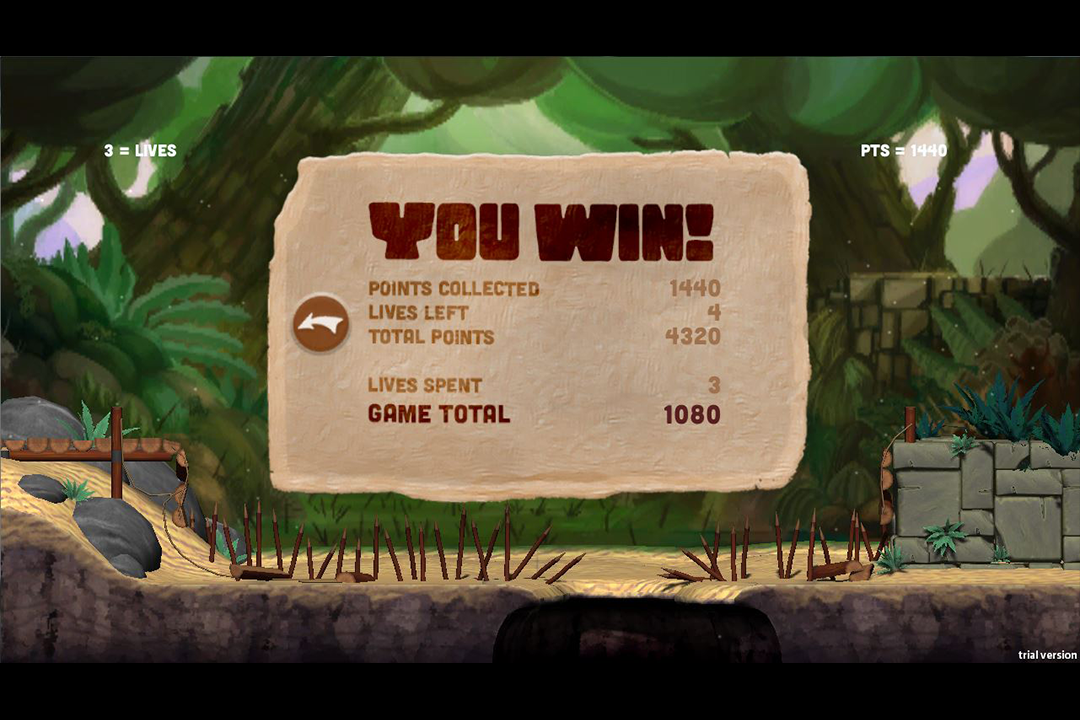 3 = LIVES
PTS = 1440
YOU WIN!
POINTS COLLECTED 1440
LIVES LEFT 4
TOTAL POINTS 4320
LIVES SPENT 3
GAME TOTAL 1080
trial version